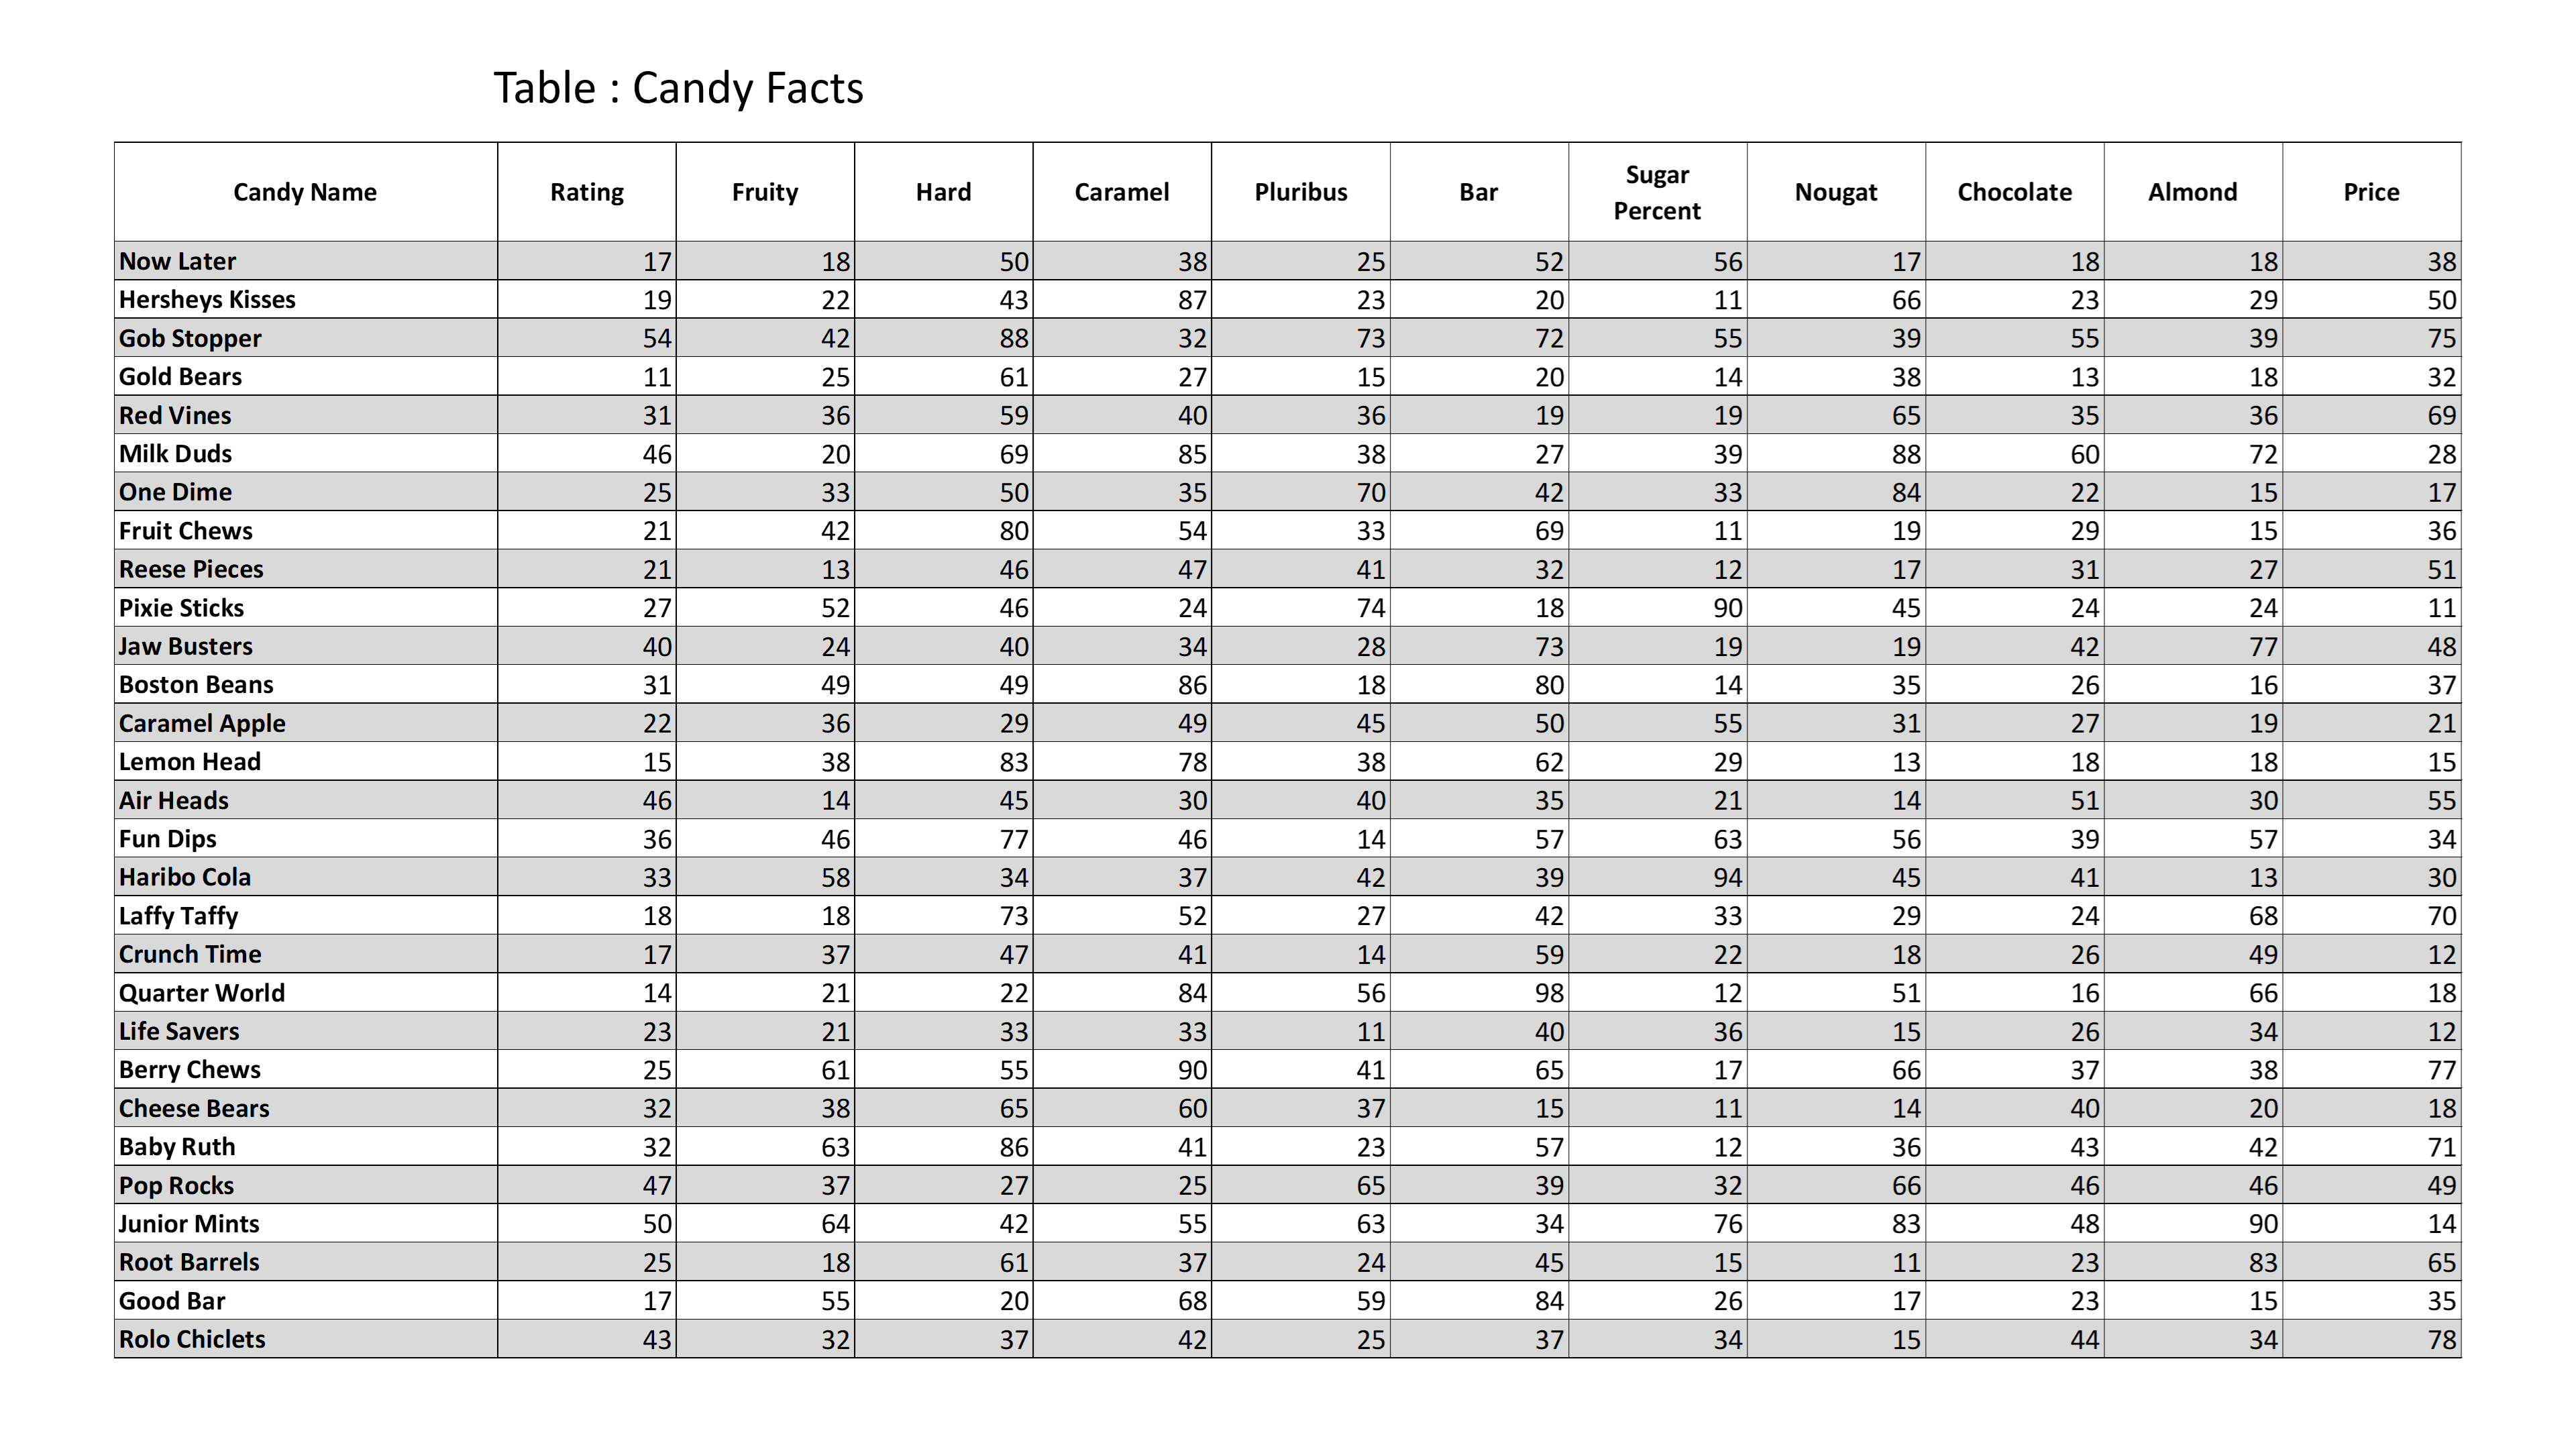 Table : Candy Facts
Candy Name Rating Fruity Hard Caramel Pluribus Bar Sugar Percent Nougat Chocolate Almond Price
Now Later 17 18 50 38 25 52 56 17 18 18 38
Hersheys Kisses 19 22 43 87 23 20 11 66 23 29 50
Gob Stopper 54 42 88 32 73 72 55 39 55 39 75
Gold Bears 11 25 61 27 15 20 14 38 13 18 32
Red Vines 31 36 59 40 36 19 19 65 35 36 69
Milk Duds 46 20 69 85 38 27 39 88 60 72 28
One Dime 25 33 50 35 70 42 33 84 22 15 17
Fruit Chews 21 42 80 54 33 69 11 19 29 15 36
Reese Pieces 21 13 46 47 41 32 12 17 31 27 51
Pixie Sticks 27 52 46 24 74 18 90 45 24 24 11
Jaw Busters 40 24 40 34 28 73 19 19 42 77 48
Boston Beans 31 49 49 86 18 80 14 35 26 16 37
Caramel Apple 22 36 29 49 45 50 55 31 27 19 21
Lemon Head 15 38 83 78 38 62 29 13 18 18 15
Air Heads 46 14 45 30 40 35 21 14 51 30 55
Fun Dips 36 46 77 46 14 57 63 56 39 57 34
Haribo Cola 33 58 34 37 42 39 94 45 41 13 30
Laffy Taffy 18 18 73 52 27 42 33 29 24 68 70
Crunch Time 17 37 47 41 14 59 22 18 26 49 12
Quarter World 14 21 22 84 56 98 12 51 16 66 18
Life Savers 23 21 33 33 11 40 36 15 26 34 12
Berry Chews 25 61 55 90 41 65 17 66 37 38 77
Cheese Bears 32 38 65 60 37 15 11 14 40 20 18
Baby Ruth 32 63 86 41 23 57 12 36 43 42 71
Pop Rocks 47 37 27 25 65 39 32 66 46 46 49
Junior Mints 50 64 42 55 63 34 76 83 48 90 14
Root Barrels 25 18 61 37 24 45 15 11 23 83 65
Good Bar 17 55 20 68 59 84 26 17 23 15 35
Rolo Chiclets 43 32 37 42 25 37 34 15 44 34 78